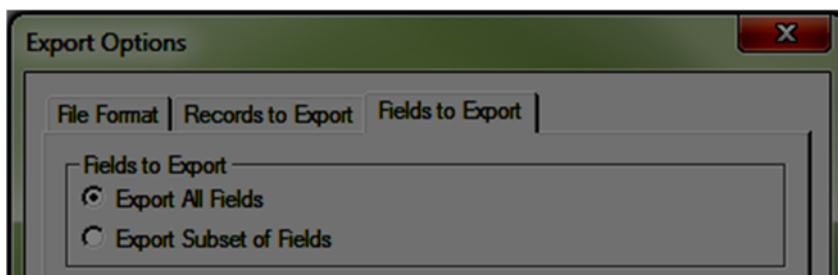 Export Options
File Format Records to Export Fields to Export
Fields to Export
Export All Fields
Export Subset of Fields